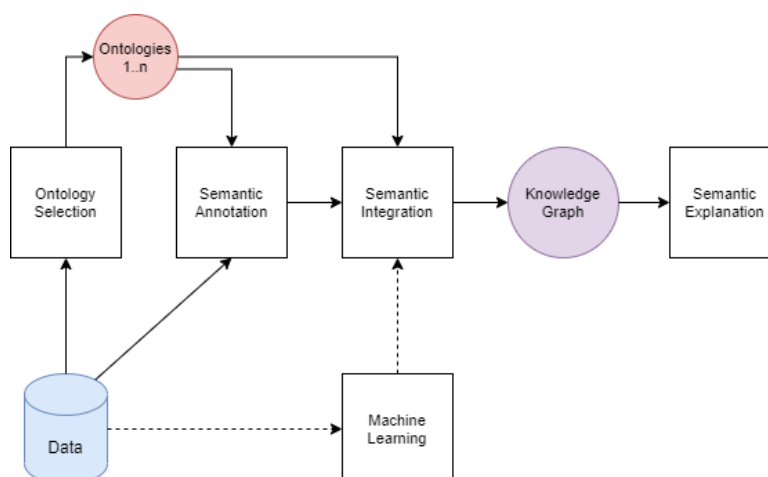 Ontologies
1..n
Ontology
Selection
Semantic
Annotation
Semantic
Integration
Knowledge
Graph
Semantic
Explanation
Data
Machine
Learning